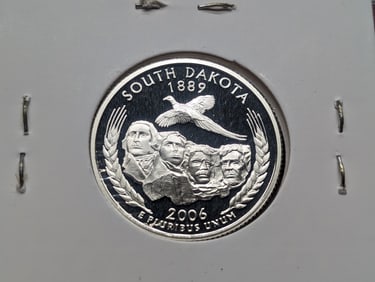 SOUTH DAKOTA
1889
2006
E PLURIBUS UNUM